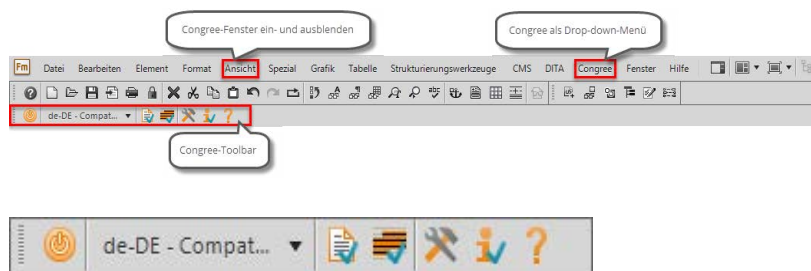 Congree-Fenster ein- und ausblenden
Congree als Drop-down-Menü
Fm Datei Bearbeiten Element Format Ansicht Spezial Grafik Tabelle Strukturierungswerkzeuge CMS DITA Congree Fenster Hilfe
de-DE - Compat...
Congree-Toolbar
de-DE - Compat...